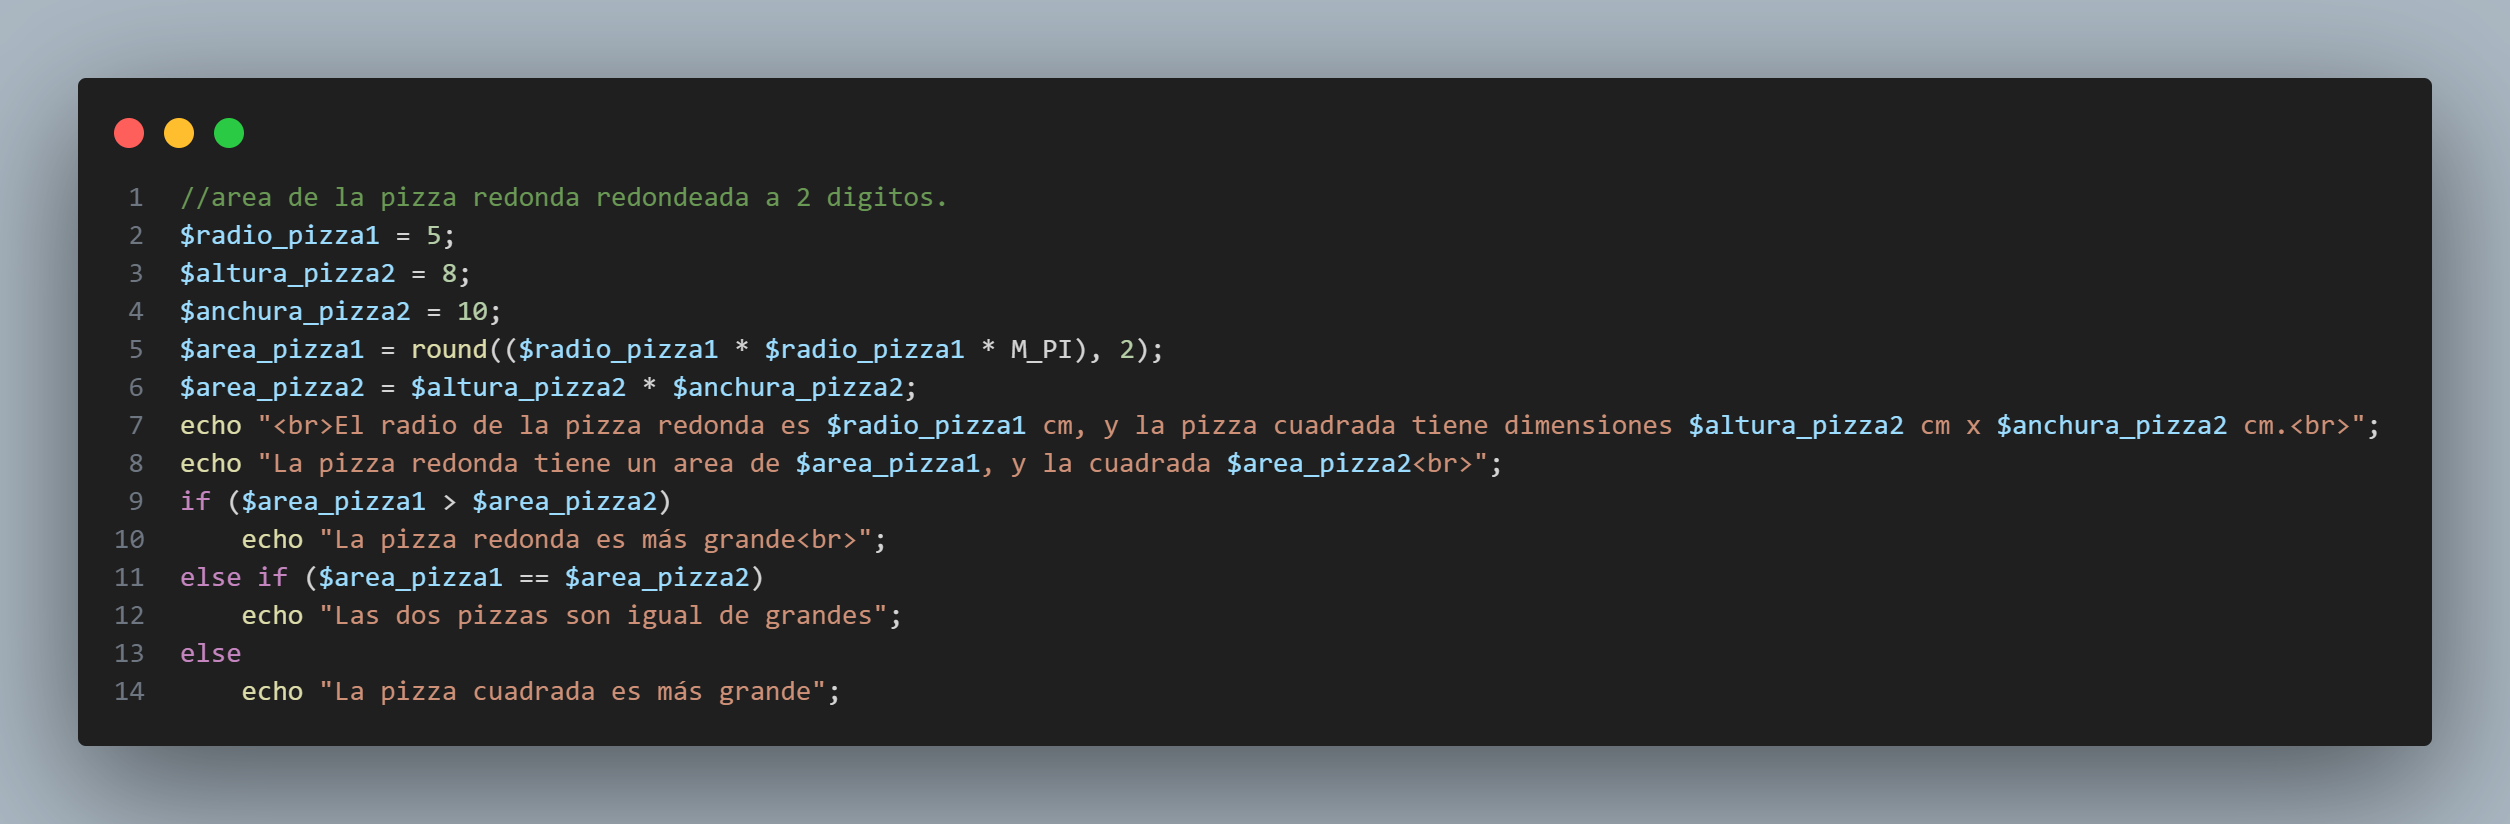 1 //area de la pizza redonda redondeada a 2 digitos.
2 $radio_pizza1 = 5;
3 $altura_pizza2 = 8;
4 $anchura_pizza2 = 10;
5 $area_pizza1 = round(($radio_pizza1 * $radio_pizza1 * M_PI), 2);
6 $area_pizza2 = $altura_pizza2 * $anchura_pizza2;
7 echo "<br>El radio de la pizza redonda es $radio_pizza1 cm, y la pizza cuadrada tiene dimensiones $altura_pizza2 cm x $anchura_pizza2 cm.<br>";
8 echo "La pizza redonda tiene un area de $area_pizza1, y la cuadrada $area_pizza2<br>";
9 if ($area_pizza1 > $area_pizza2)
10     echo "La pizza redonda es más grande<br>";
11 else if ($area_pizza1 == $area_pizza2)
12     echo "Las dos pizzas son igual de grandes";
13 else
14     echo "La pizza cuadrada es más grande";